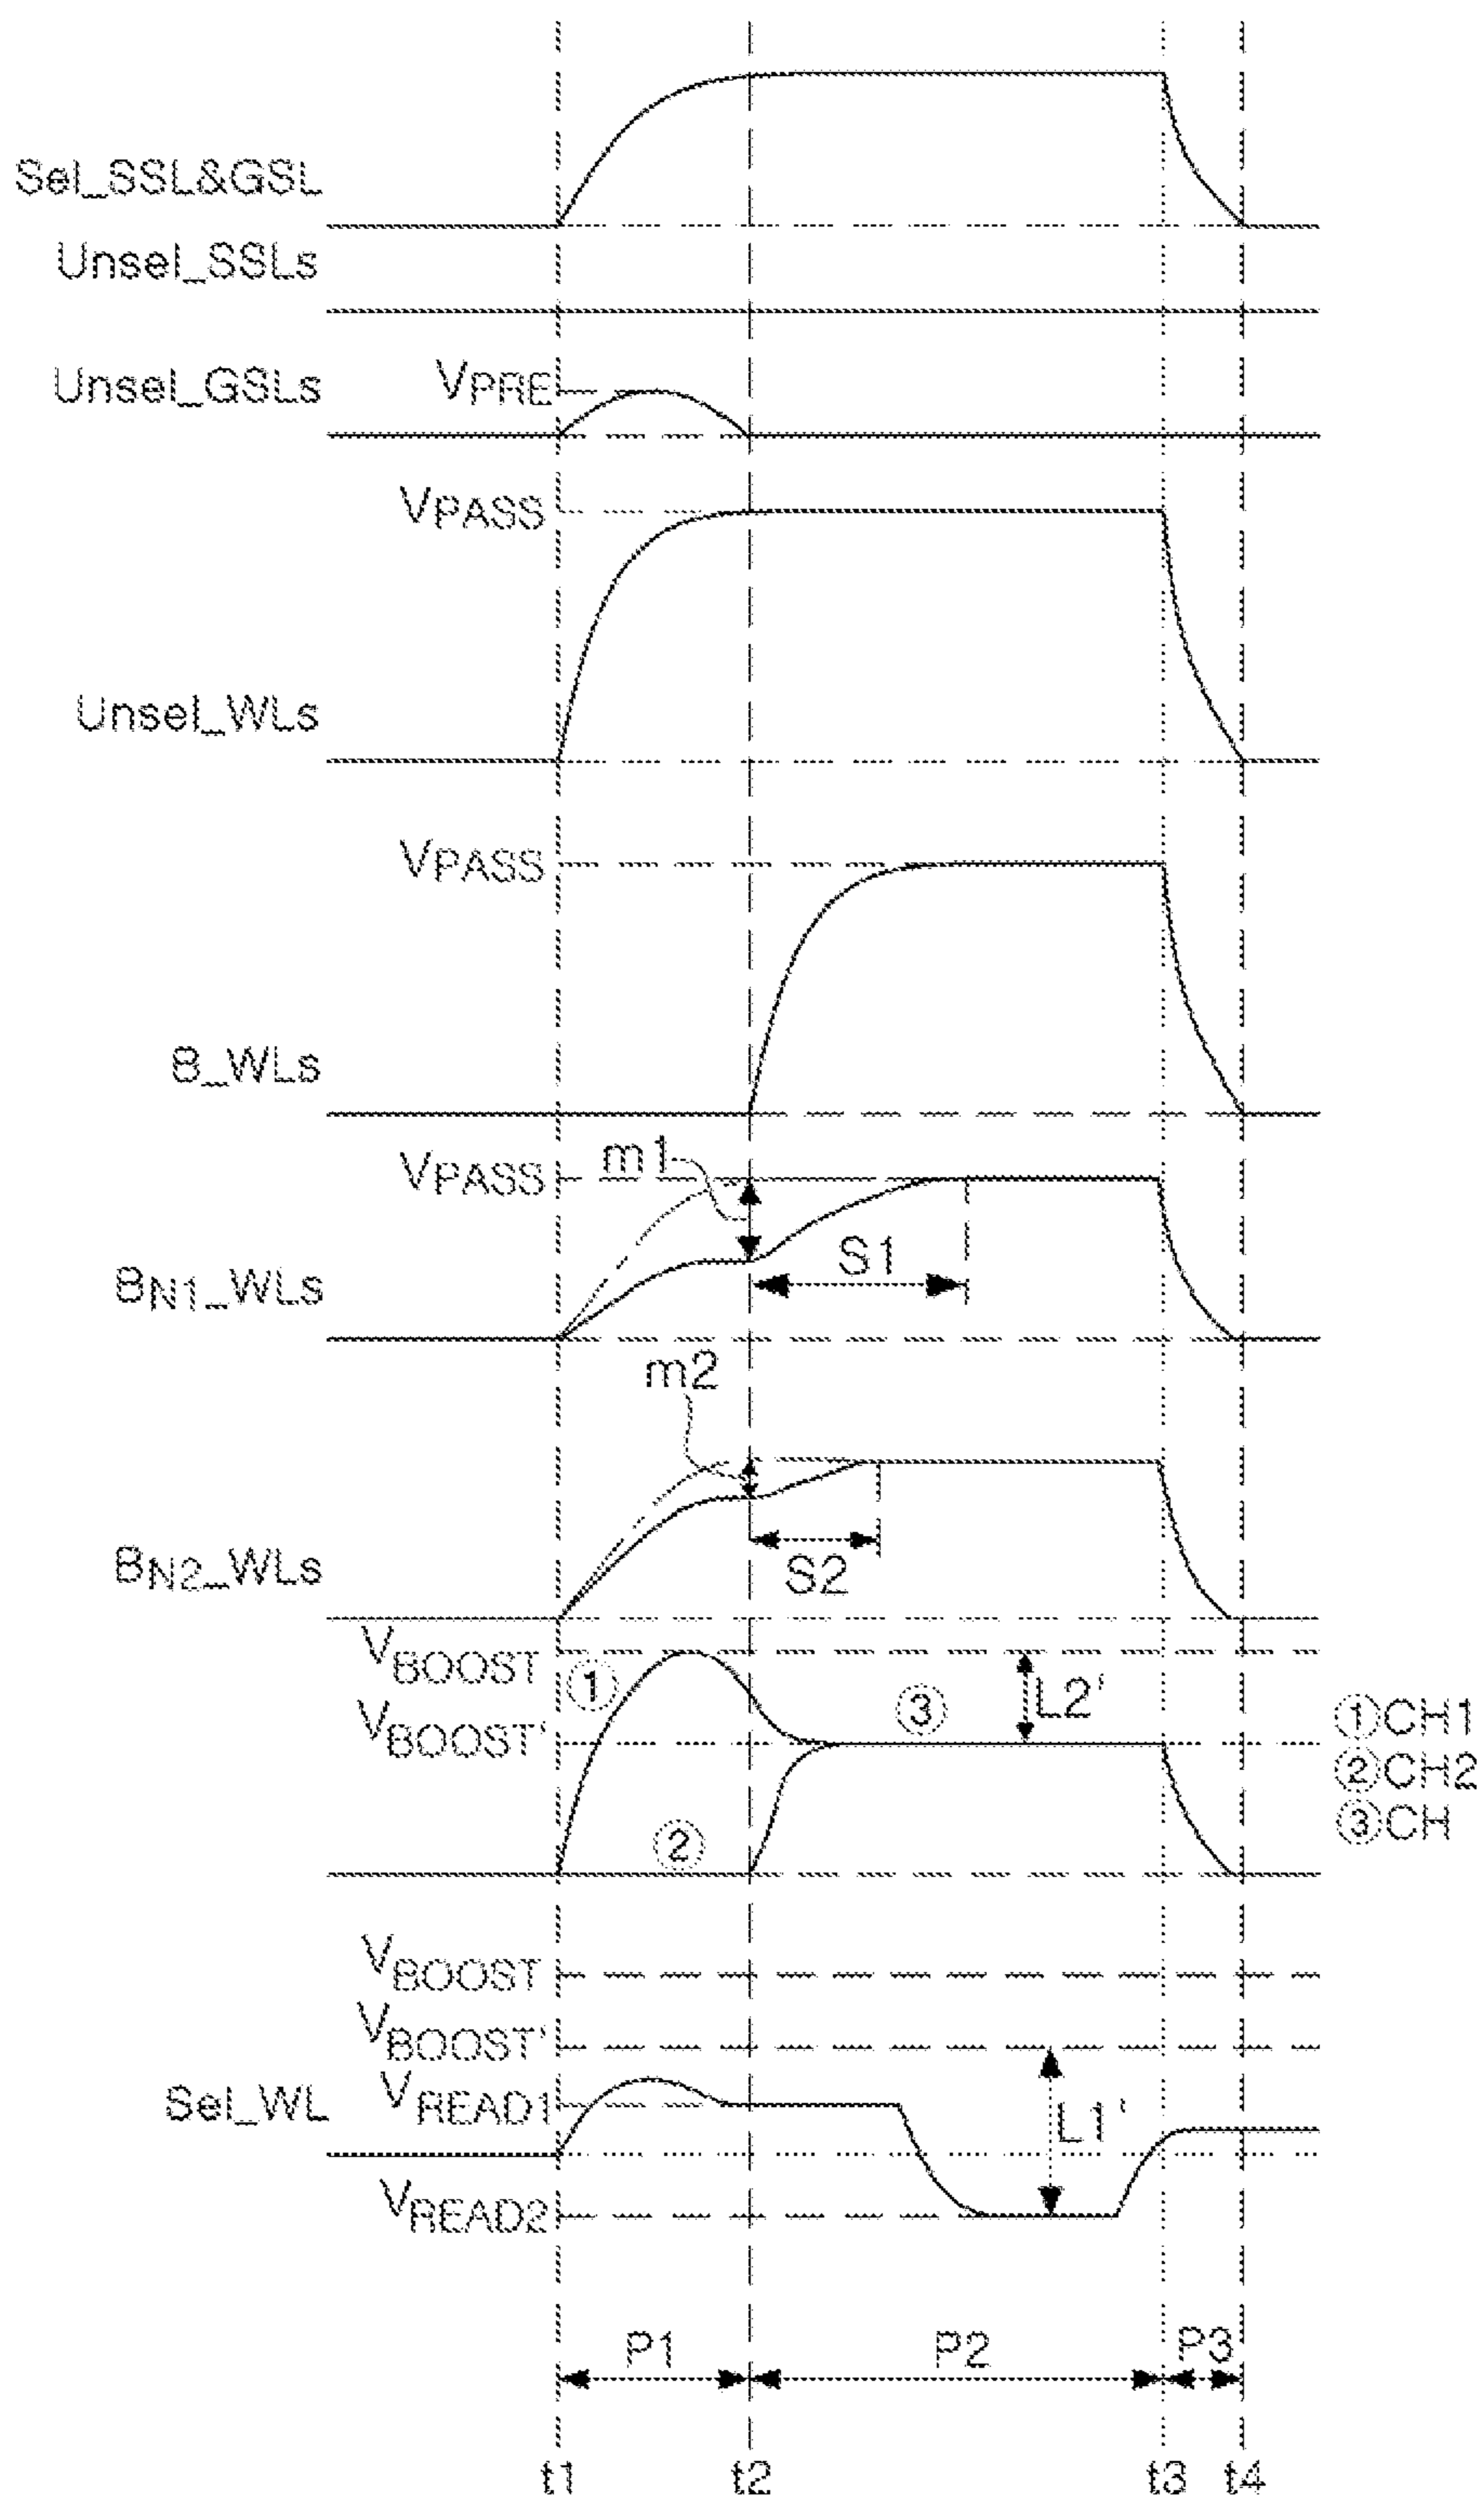 Sel_SSL&GSL
Unsel_SSLs
Unsel_GSLs
VPRE
VPASS
Unsel_WLs
VPASS
B_WLs
VPASS
m1
S1
BN1_WLs
m2
S2
BN2_WLs
VBOOST
① 
L2'
VBOOST'
③
①CH1
②CH2
③CH
②
VBOOST
VBOOST'
Sel_WL
VREAD1
L1'
VREAD2
P1 P2 P3
t1 t2 t3 t4